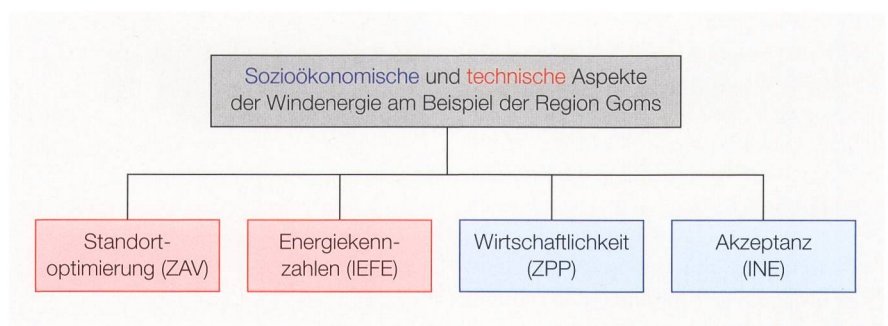 Sozioökonomische und technische Aspekte
der Windenergie am Beispiel der Region Goms
Standort-
optimierung (ZAV)
Energiekenn-
zahlen (IEFE)
Wirtschaftlichkeit
(ZPP)
Akzeptanz
(INE)